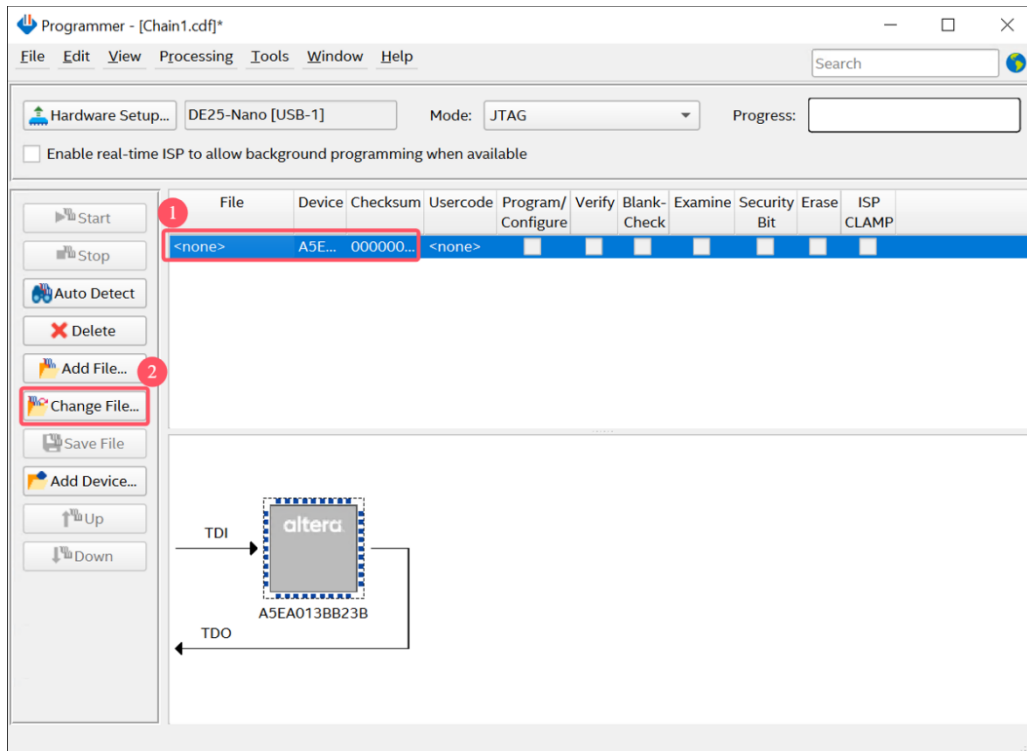 Programmer - [Chain1.cdf]*
File Edit View Processing Tools Window Help
Search
Hardware Setup... DE25-Nano [USB-1] Mode: JTAG Progress:
Enable real-time ISP to allow background programming when available
File Device Checksum Usercode Program/ Verify Blank- Examine Security Erase ISP
Configure Check Bit CLAMP
1
<none> A5E... 000000... <none>
Start
Stop
Auto Detect
Delete
Add File...
2
Change File...
Save File
Add Device...
Up
Down
altera
TDI
A5EA013BB23B
TDO